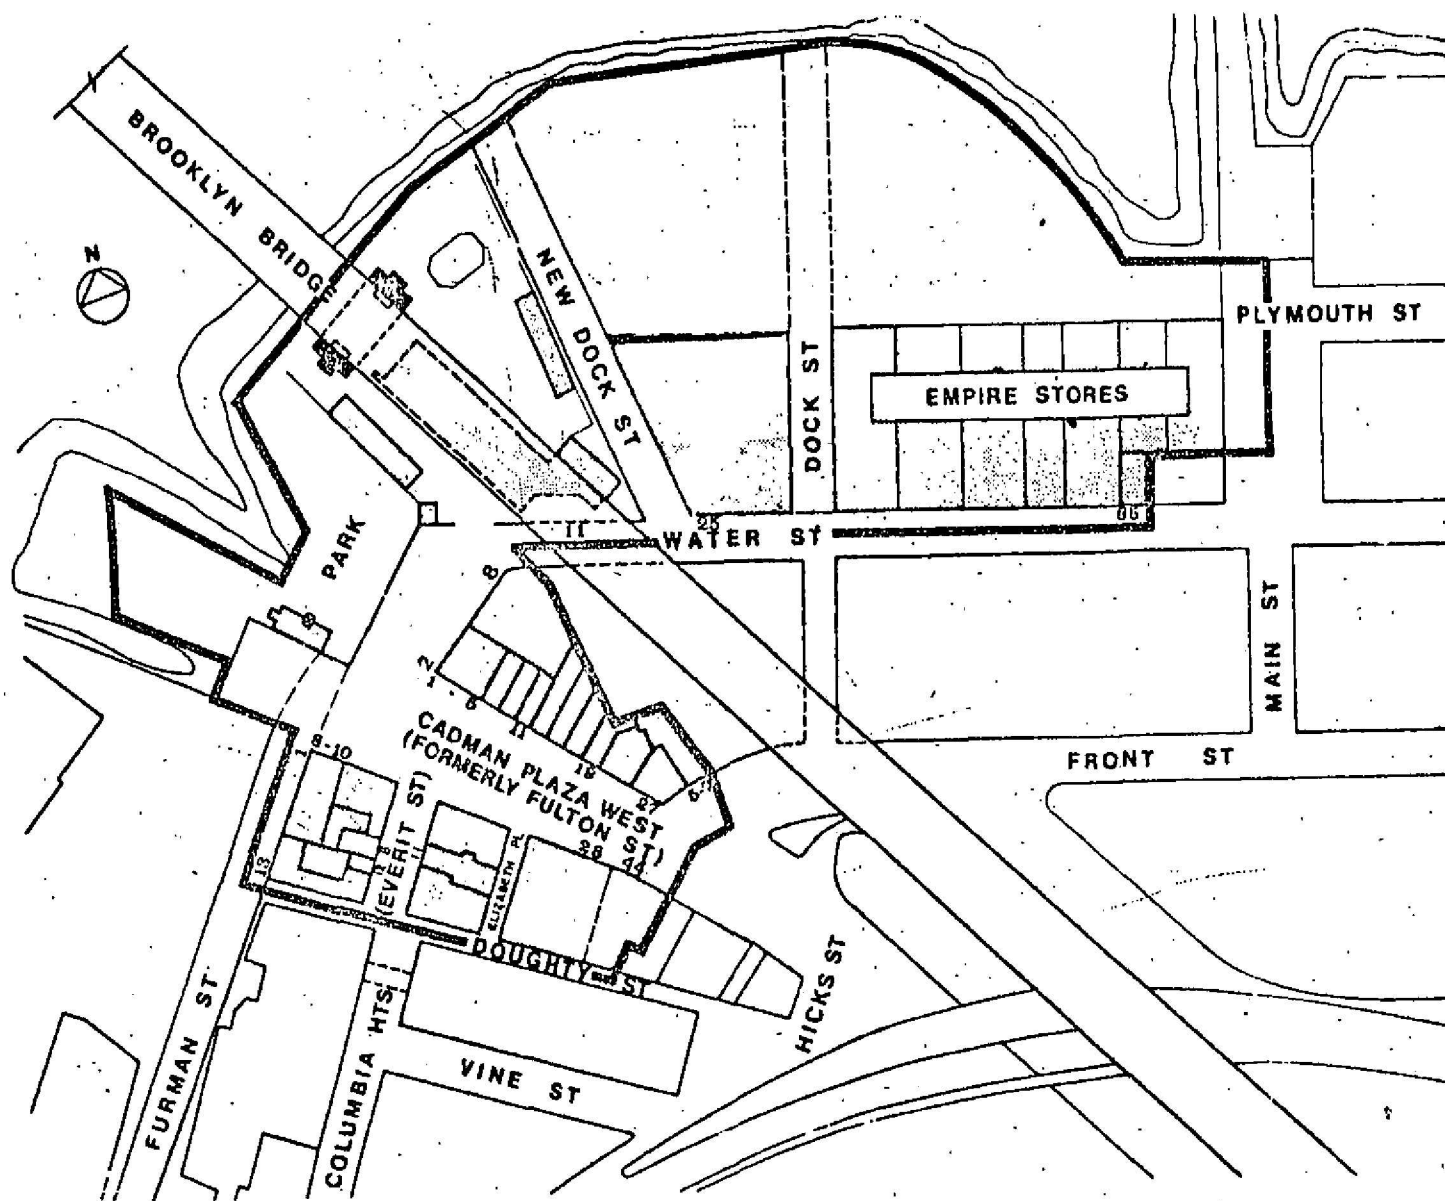 BROOKLYN BRIDGE
N
NEW DOCK ST
DOCK ST
PLYMOUTH ST
EMPIRE STORES
PARK
11
25
WATER ST
8
2
1 - 5
11
19
27
MAIN ST
FRONT ST
CADMAN PLAZA WEST
(FORMERLY FULTON ST)
28
44
1
8-10
(EVERIT ST)
11
13
ELIZABETH PL
DOUGHTY ST
HICKS ST
FURMAN ST
COLUMBIA HTS
VINE ST